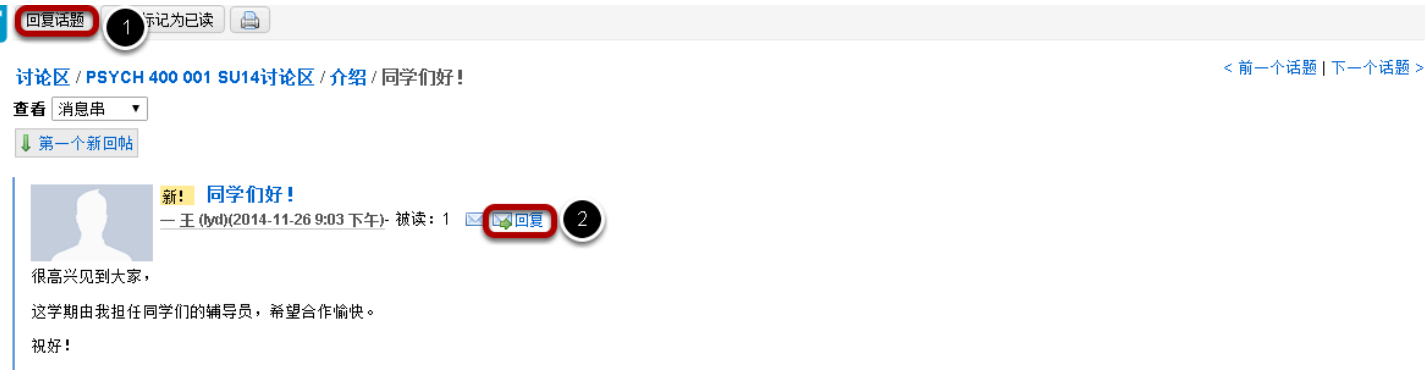 回复话题 1 标记为已读
讨论区 / PSYCH 400 001 SU14讨论区 / 介绍 / 同学们好！
< 前一个话题 | 下一个话题 >
查看 消息串
第一个新回帖
新! 同学们好！
— 王 (lyd)(2014-11-26 9:03 下午)- 被读：1 回复 2
很高兴见到大家，
这学期由我担任同学们的辅导员，希望合作愉快。
祝好！